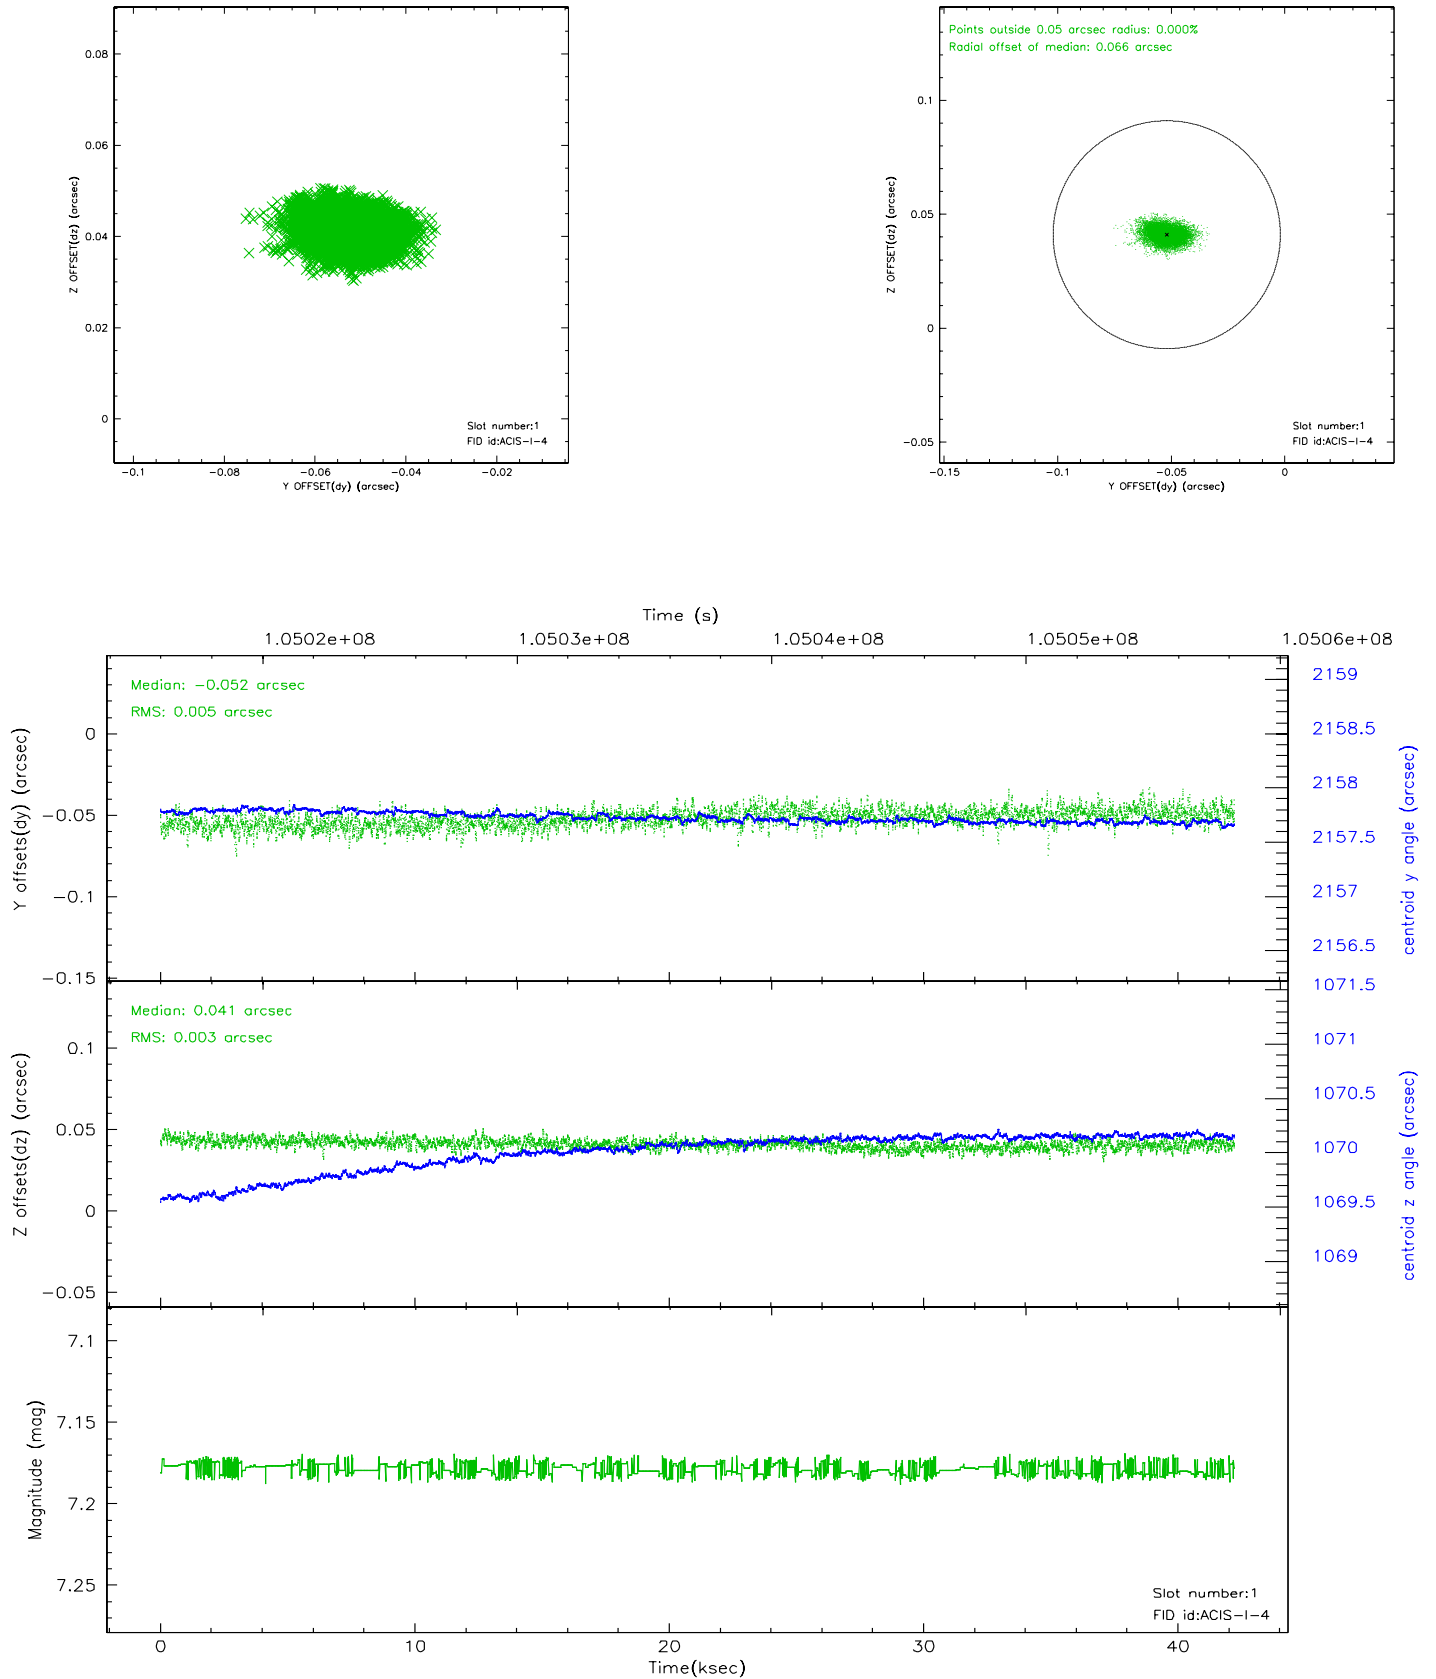 0.08
0.06
0.04
0.02
0
Z OFFSET(dz) (arcsec)
Slot number:1
FID id:ACIS-I-4
-0.1
-0.08
-0.06
-0.04
-0.02
Y OFFSET(dy) (arcsec)
Points outside 0.05 arcsec radius: 0.000%
Radial offset of median: 0.066 arcsec
0.1
0.05
0
-0.05
Z OFFSET(dz) (arcsec)
Slot number:1
FID id:ACIS-I-4
-0.15
-0.1
-0.05
0
Y OFFSET(dy) (arcsec)
Time (s)
1.0502e+08
1.0503e+08
1.0504e+08
1.0505e+08
1.0506e+08
Median: -0.052 arcsec
RMS: 0.005 arcsec
0
-0.05
-0.1
-0.15
Y offsets(dy) (arcsec)
2159
2158.5
2158
2157.5
2157
2156.5
centroid y angle (arcsec)
Median: 0.041 arcsec
RMS: 0.003 arcsec
0.1
0.05
0
-0.05
Z offsets(dz) (arcsec)
1071.5
1071
1070.5
1070
1069.5
1069
centroid z angle (arcsec)
7.1
7.15
7.2
7.25
Magnitude (mag)
Slot number:1
FID id:ACIS-I-4
0
10
20
30
40
Time(ksec)